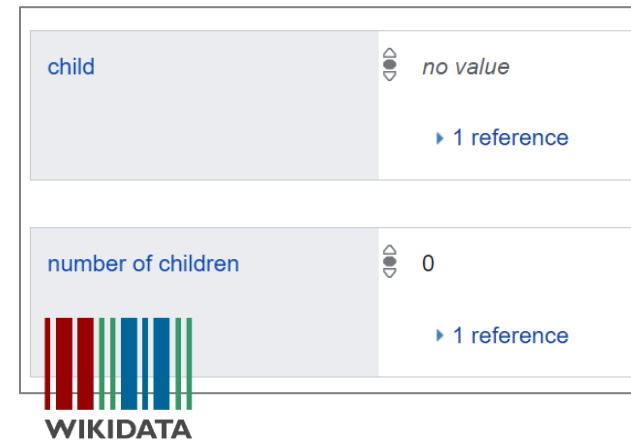 child
no value
1 reference
number of children
0
1 reference
WIKIDATA